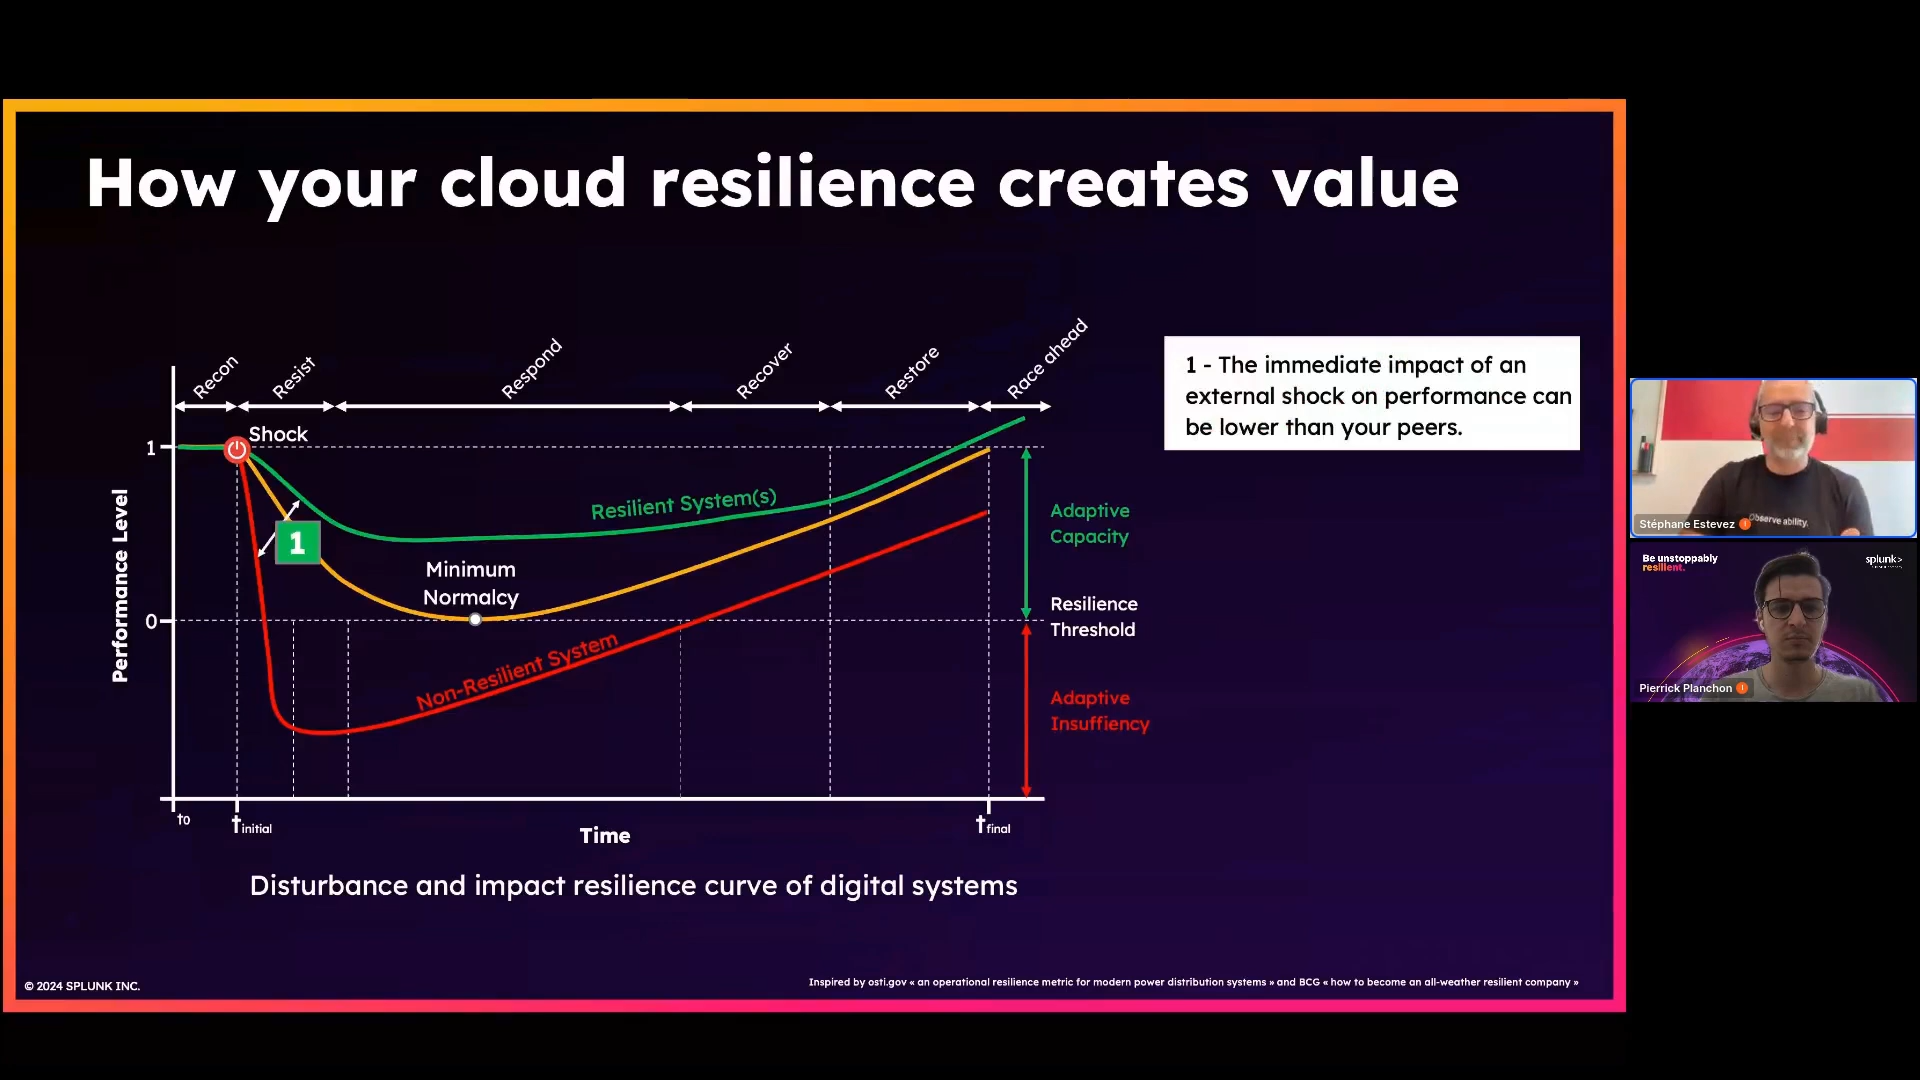 How your cloud resilience creates value
Recon
Resist
Respond
Recover
Restore
Race ahead
1 - The immediate impact of an
external shock on performance can
be lower than your peers.
1
Shock
Resilient System(s)
1
Adaptive
Capacity
Minimum
Normalcy
Performance Level
0
Resilience
Threshold
Non-Resilient System
Adaptive
Insuffiency
t0
tinitial
Time
tfinal
Disturbance and impact resilience curve of digital systems
© 2024 SPLUNK INC.
Inspired by osti.gov « an operational resilience metric for modern power distribution systems » and BCG « how to become an all-weather resilient company »
Observe ability.
Stéphane Estevez
Be unstoppably
resilient.
splunk>
Pierrick Planchon